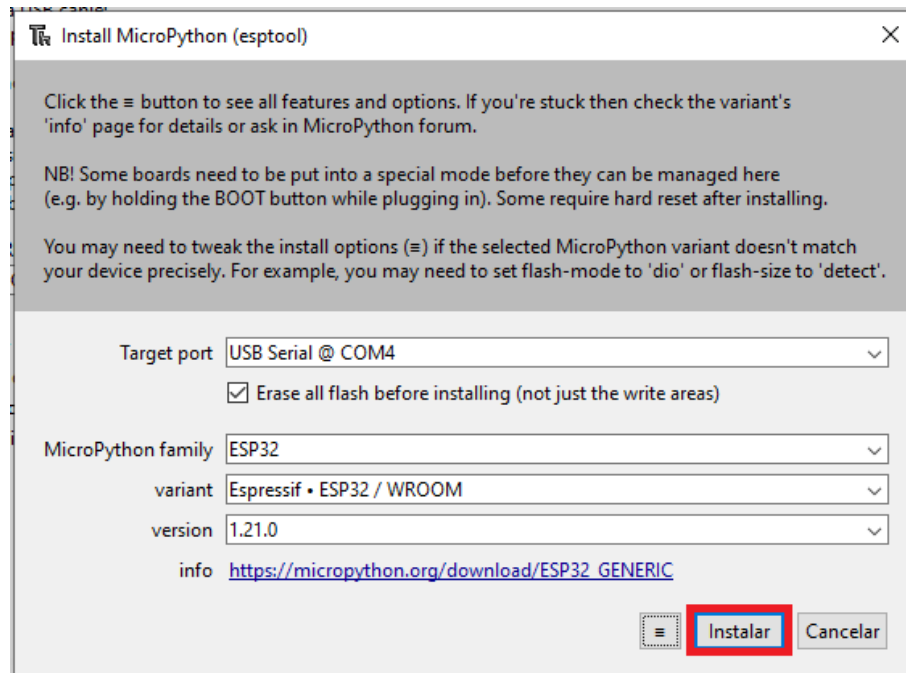 a USB cable!
Install MicroPython (esptool)
Click the ≡ button to see all features and options. If you're stuck then check the variant's
'info' page for details or ask in MicroPython forum.
NB! Some boards need to be put into a special mode before they can be managed here
(e.g. by holding the BOOT button while plugging in). Some require hard reset after installing.
You may need to tweak the install options (≡) if the selected MicroPython variant doesn't match
your device precisely. For example, you may need to set flash-mode to 'dio' or flash-size to 'detect'.
Target port USB Serial @ COM4
Erase all flash before installing (not just the write areas)
MicroPython family ESP32
variant Espressif • ESP32 / WROOM
version 1.21.0
info https://micropython.org/download/ESP32_GENERIC
≡ Instalar Cancelar